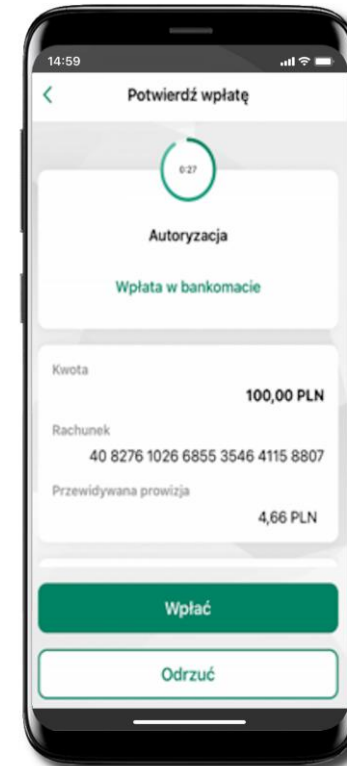 14:59
Potwierdź wpłatę
0:27
Autoryzacja
Wpłata w bankomacie
Kwota
100,00 PLN
Rachunek
40 8276 1026 6855 3546 4115 8807
Przewidywana prowizja
4,66 PLN
Wpłać
Odrzuć